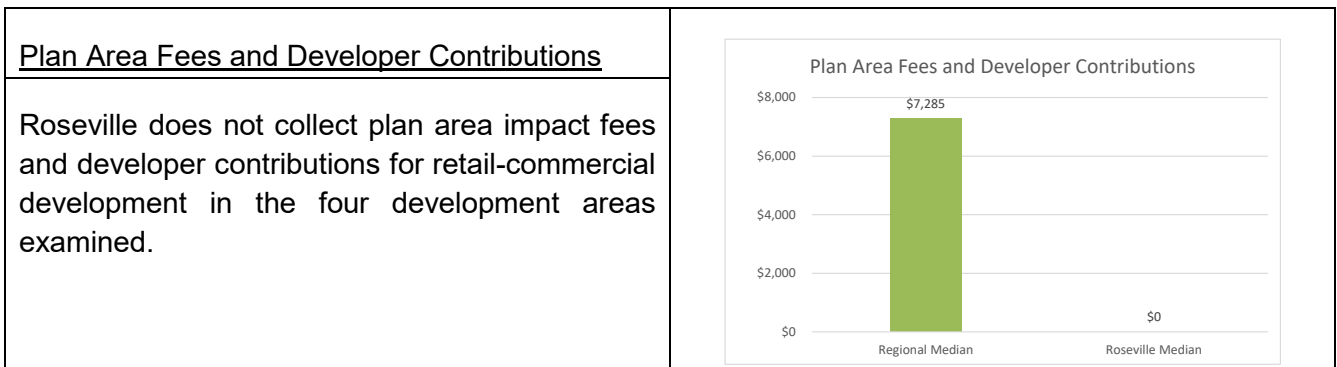 Plan Area Fees and Developer Contributions
Roseville does not collect plan area impact fees
and developer contributions for retail-commercial
development in the four development areas
examined.
Plan Area Fees and Developer Contributions
$8,000
$7,285
$6,000
$4,000
$2,000
$0
$0
Regional Median
Roseville Median